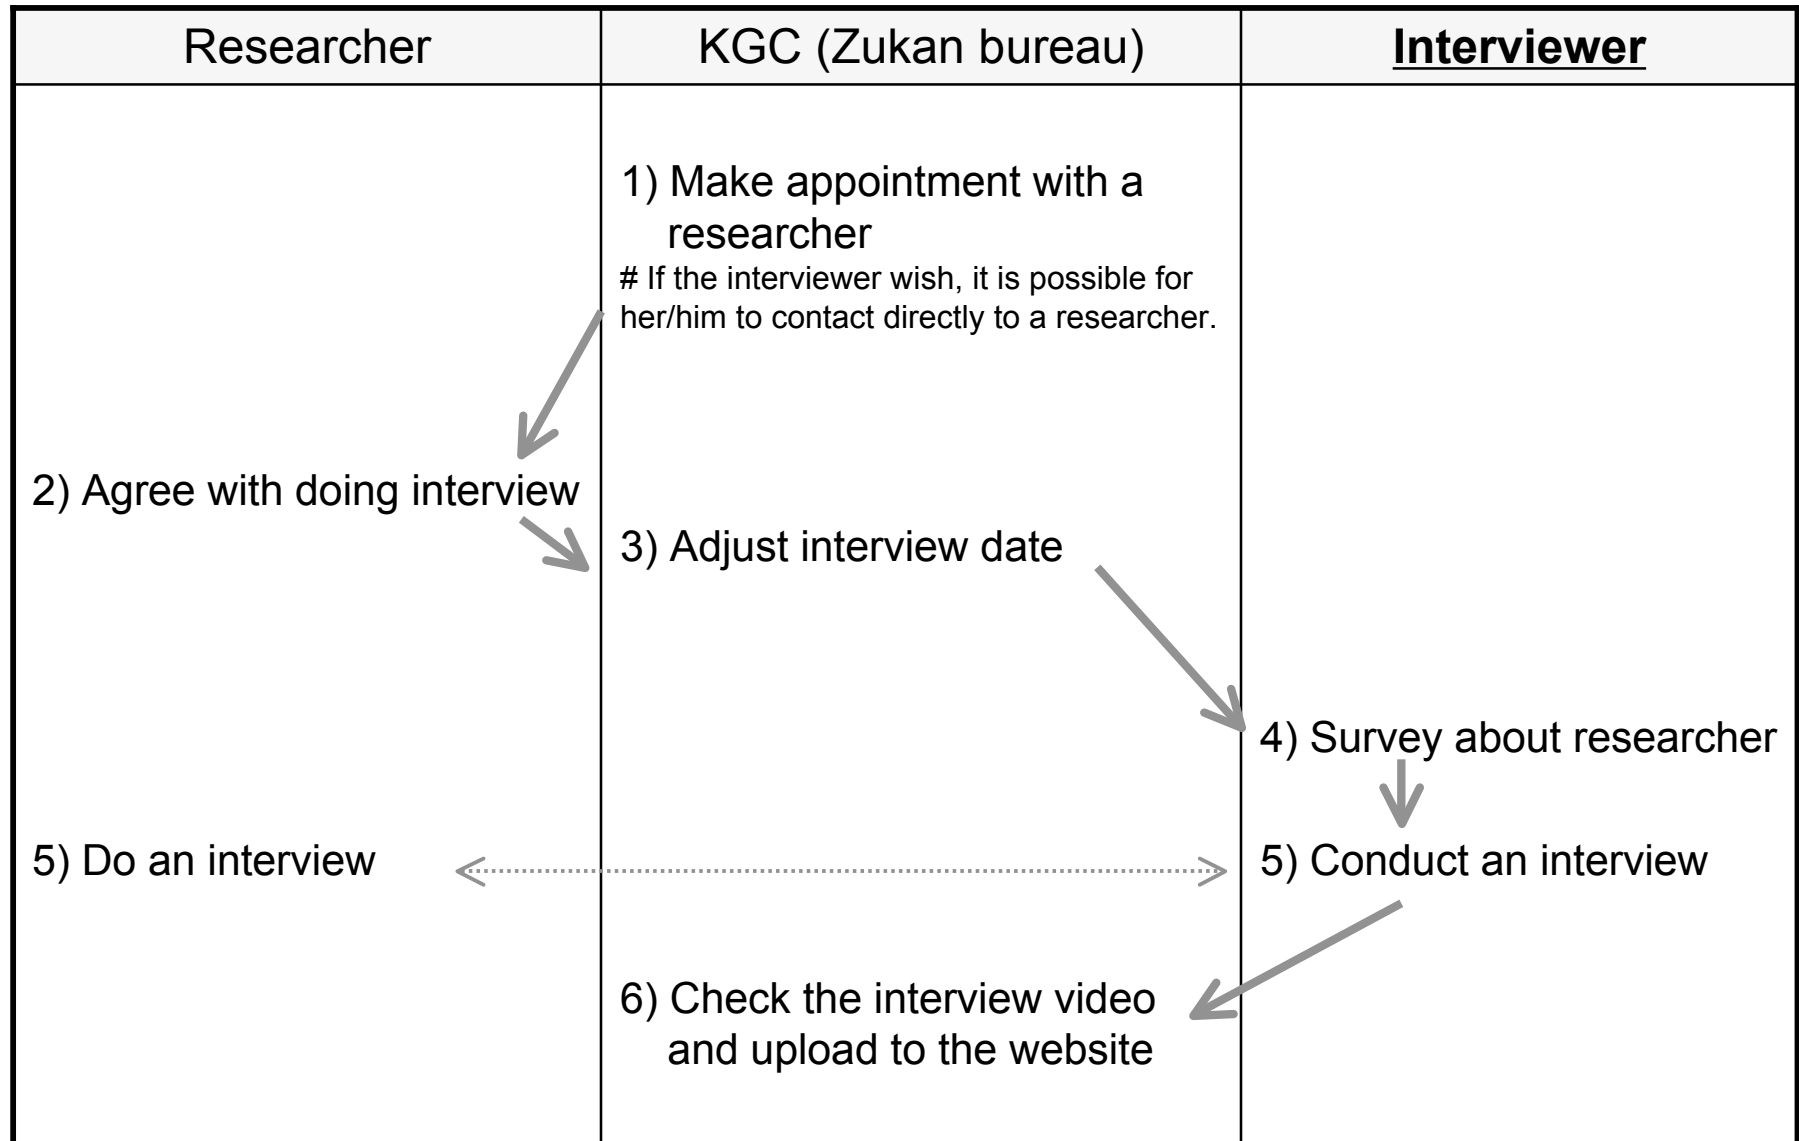 Researcher
KGC (Zukan bureau)
Interviewer
1) Make appointment with a
researcher
# If the interviewer wish, it is possible for
her/him to contact directly to a researcher.
2) Agree with doing interview
3) Adjust interview date
4) Survey about researcher
5) Do an interview
5) Conduct an interview
6) Check the interview video
and upload to the website